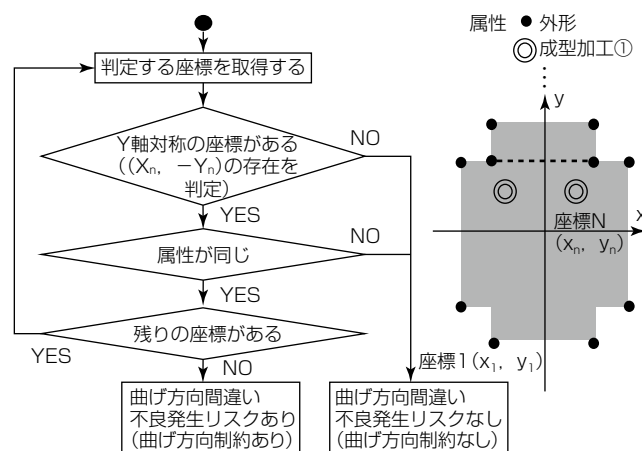 判定する座標を取得する
Y軸対称の座標がある
((Xn, －Yn)の存在を
判定)
NO
YES
属性が同じ
NO
YES
残りの座標がある
YES
NO
曲げ方向間違い
不良発生リスクあり
(曲げ方向制約あり)
曲げ方向間違い
不良発生リスクなし
(曲げ方向制約なし)
属性 ● 外形
◎成型加工①
⋮
y
x
座標N
(xn, yn)
座標1(x1, y1)